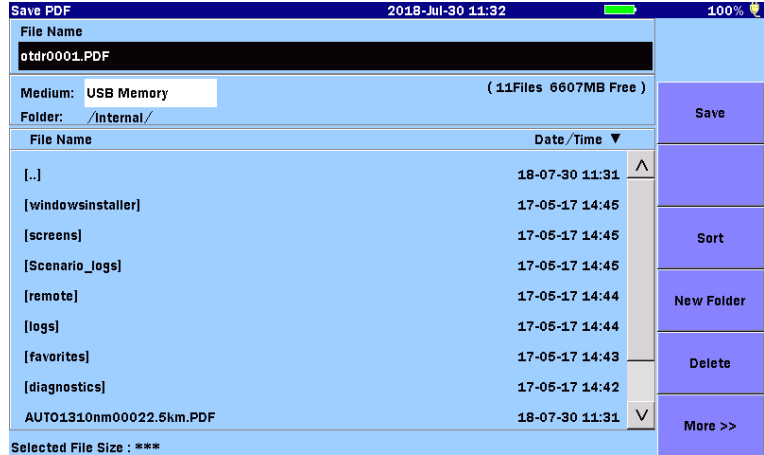 Save PDF 2018-Jul-30 11:32 100%
File Name
otdr0001.PDF
Medium: USB Memory ( 11Files 6607MB Free )
Folder: /Internal/
File Name Date/Time ▼
[..] 18-07-30 11:31
[windowsinstaller] 17-05-17 14:45
[screens] 17-05-17 14:45
[Scenario_logs] 17-05-17 14:45
[remote] 17-05-17 14:44
[logs] 17-05-17 14:44
[favorites] 17-05-17 14:43
[diagnostics] 17-05-17 14:42
AUTO1310nm00022.5km.PDF 18-07-30 11:31
Selected File Size : ***
Save
Sort
New Folder
Delete
More >>